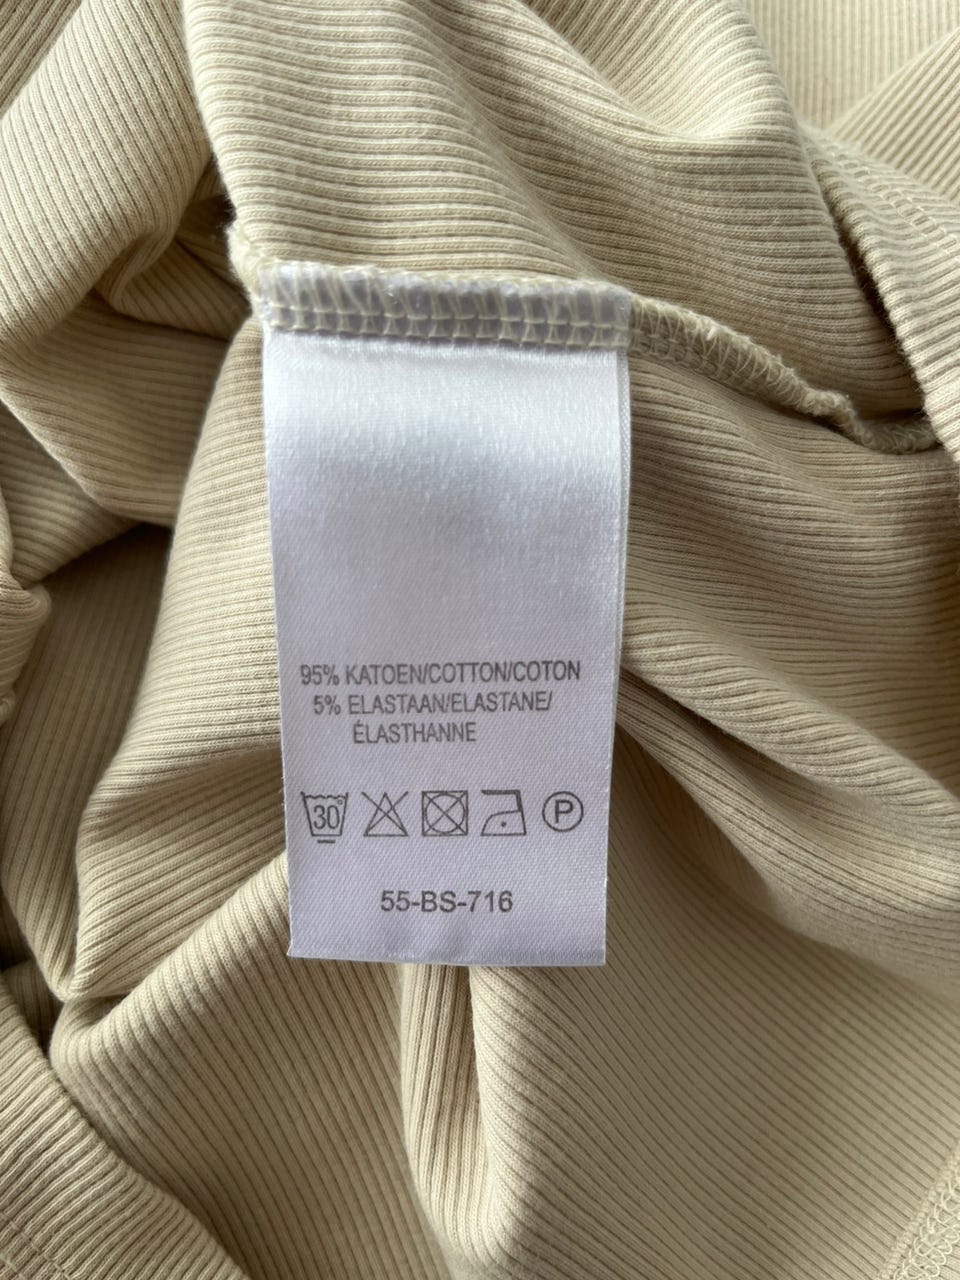 95% KATOEN/COTTON/COTON
5% ELASTAAN/ELASTANE/
ÉLASTHANNE
30° P
55-BS-716